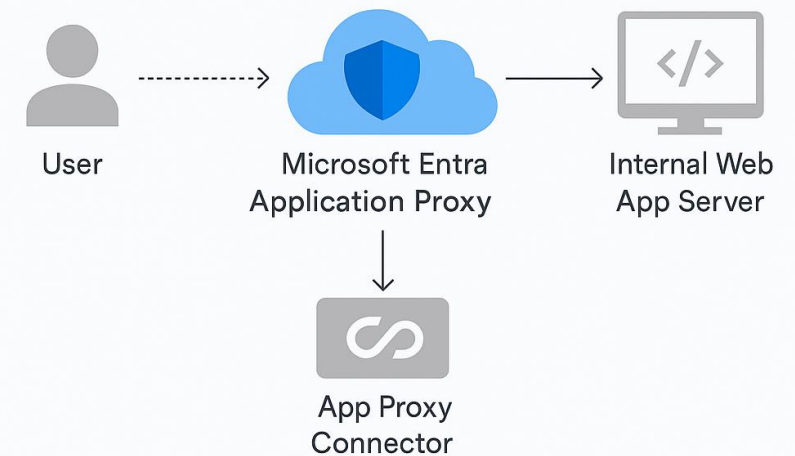 User
Microsoft Entra
Application Proxy
Internal Web
App Server
</>
App Proxy
Connector